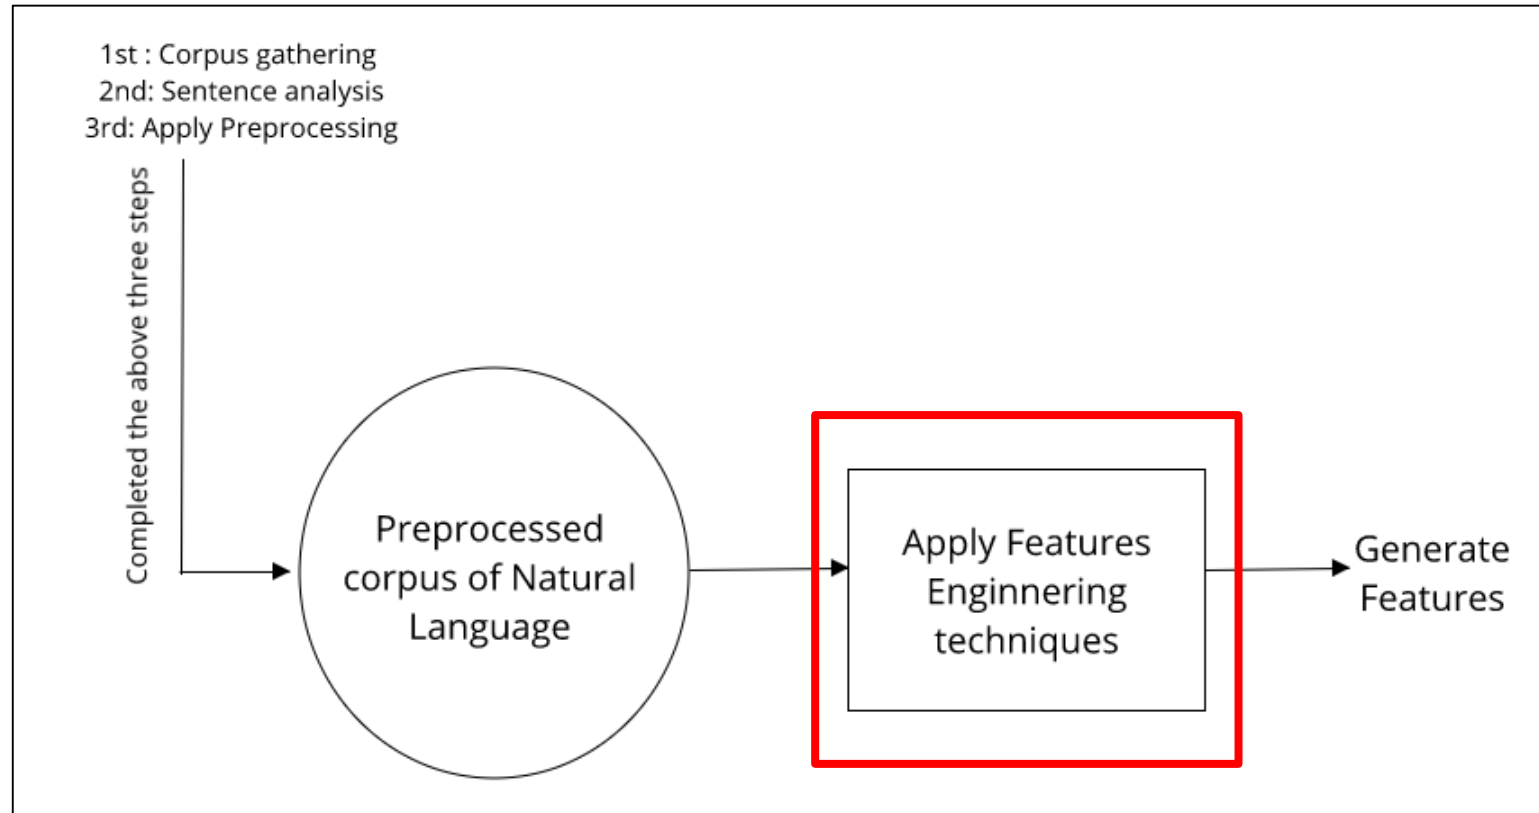 1st : Corpus gathering
2nd: Sentence analysis
3rd: Apply Preprocessing
Completed the above three steps
Preprocessed
corpus of Natural
Language
Apply Features
Enginnering
techniques
Generate
Features